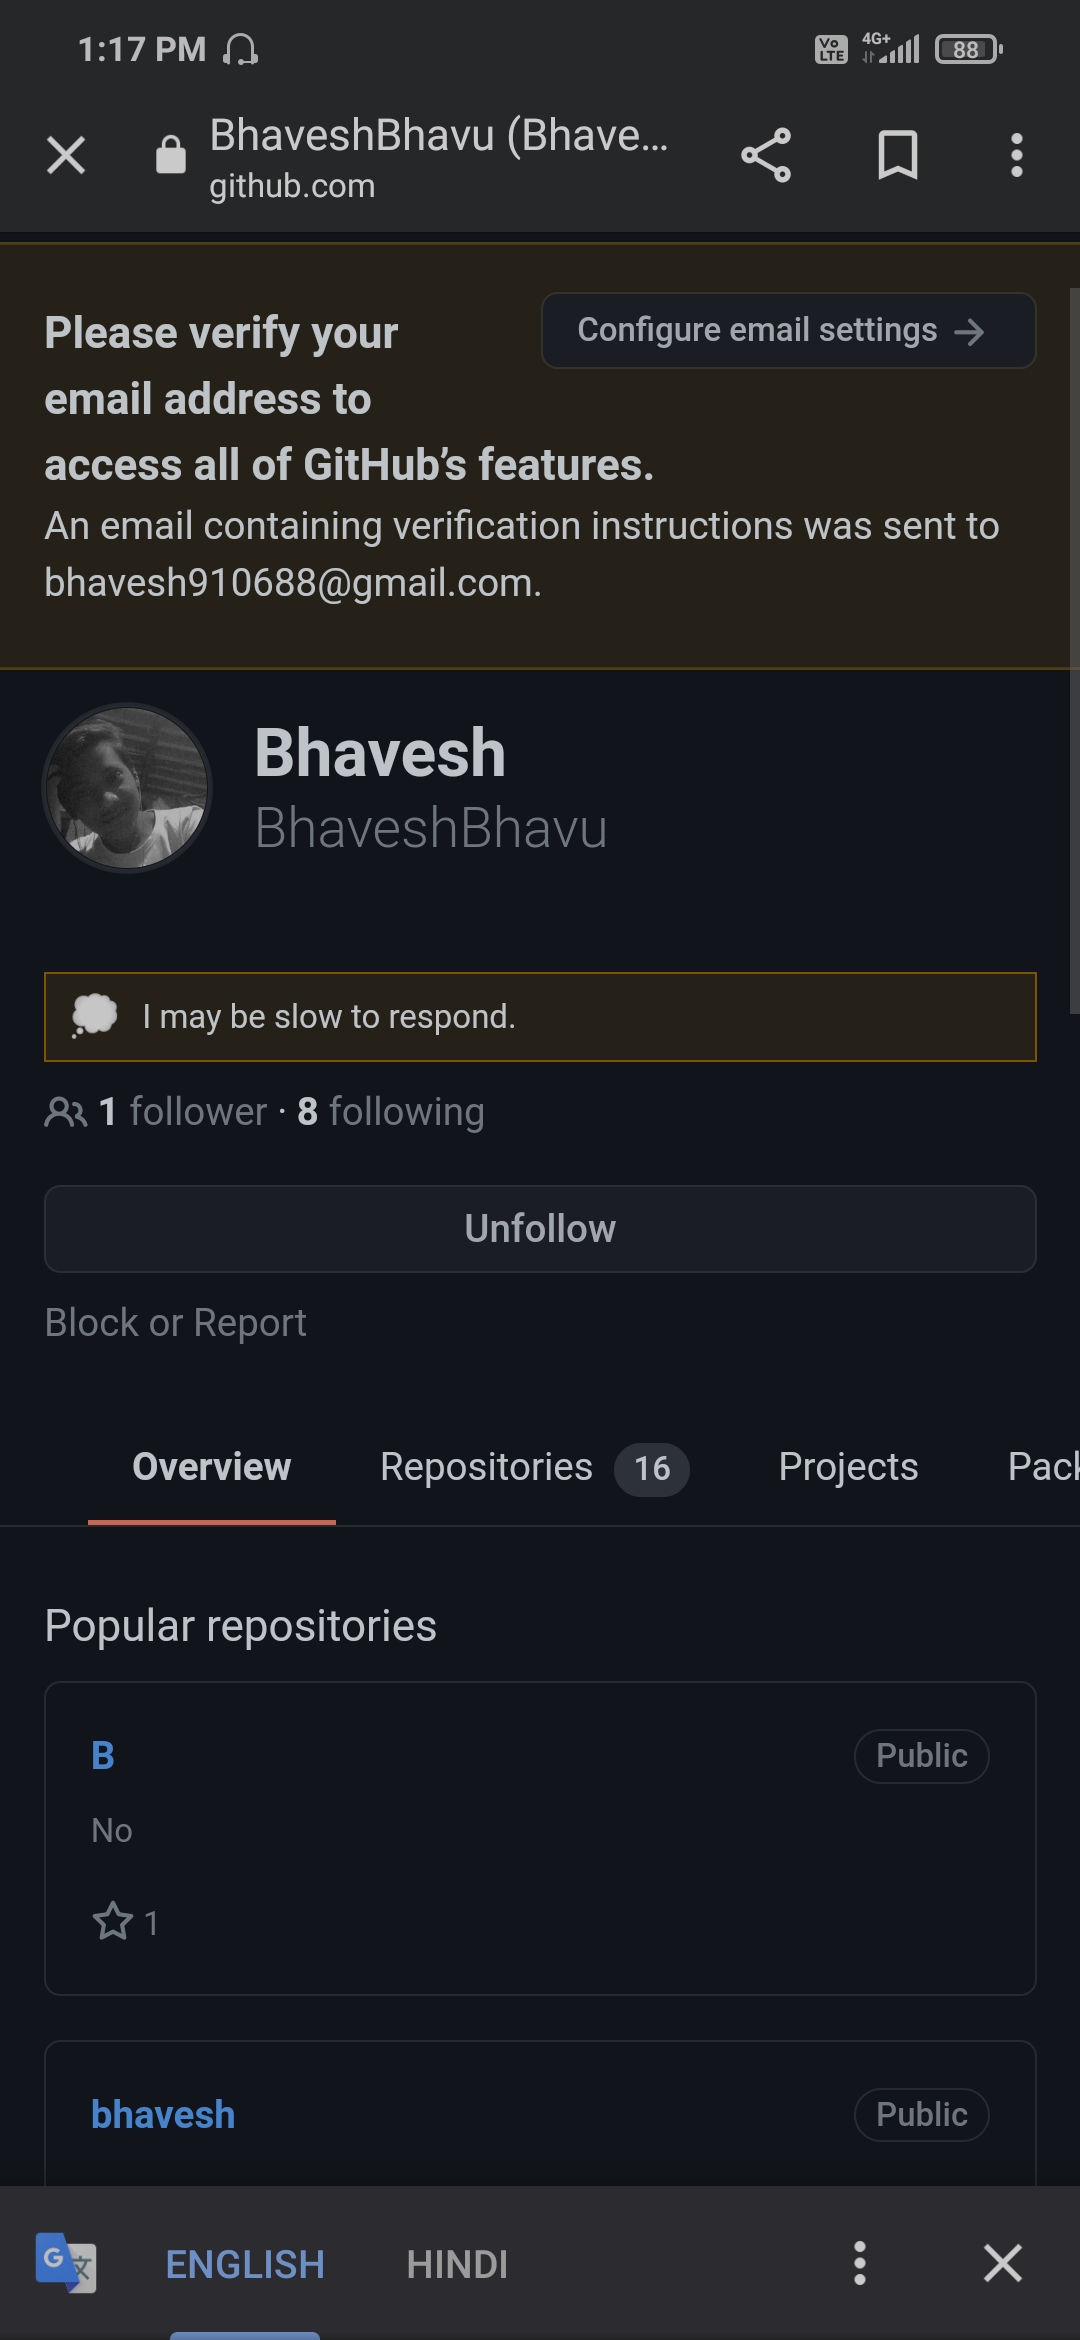 1:17 PM
Vo LTE 4G+ 88
BhaveshBhavu (Bhave...
github.com
Please verify your
Configure email settings →
email address to
access all of GitHub’s features.
An email containing verification instructions was sent to
bhavesh910688@gmail.com.
Bhavesh
BhaveshBhavu
I may be slow to respond.
1 follower · 8 following
Unfollow
Block or Report
Overview Repositories 16 Projects Pack
Popular repositories
B Public
No
1
bhavesh Public
G 文 ENGLISH HINDI